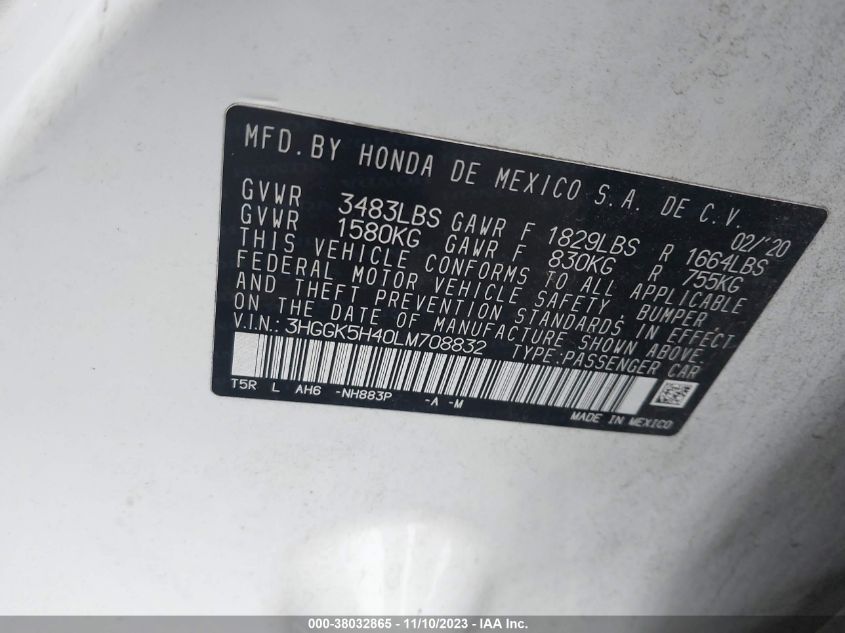 MFD. BY HONDA DE MEXICO S.A. DE C.V.
02/'20
GVWR 3483LBS GAWR F 1829LBS R 1664LBS
GVWR 1580KG GAWR F 830KG R 755KG
THIS VEHICLE CONFORMS TO ALL APPLICABLE
FEDERAL MOTOR VEHICLE SAFETY, BUMPER,
AND THEFT PREVENTION STANDARDS IN EFFECT
ON THE DATE OF MANUFACTURE SHOWN ABOVE.
V.I.N.: 3HGGK5H40LM708832 TYPE:PASSENGER CAR
T5R L AH6 -NH883P -A -M
MADE IN MEXICO
000-38032865 - 11/10/2023 - IAA Inc.